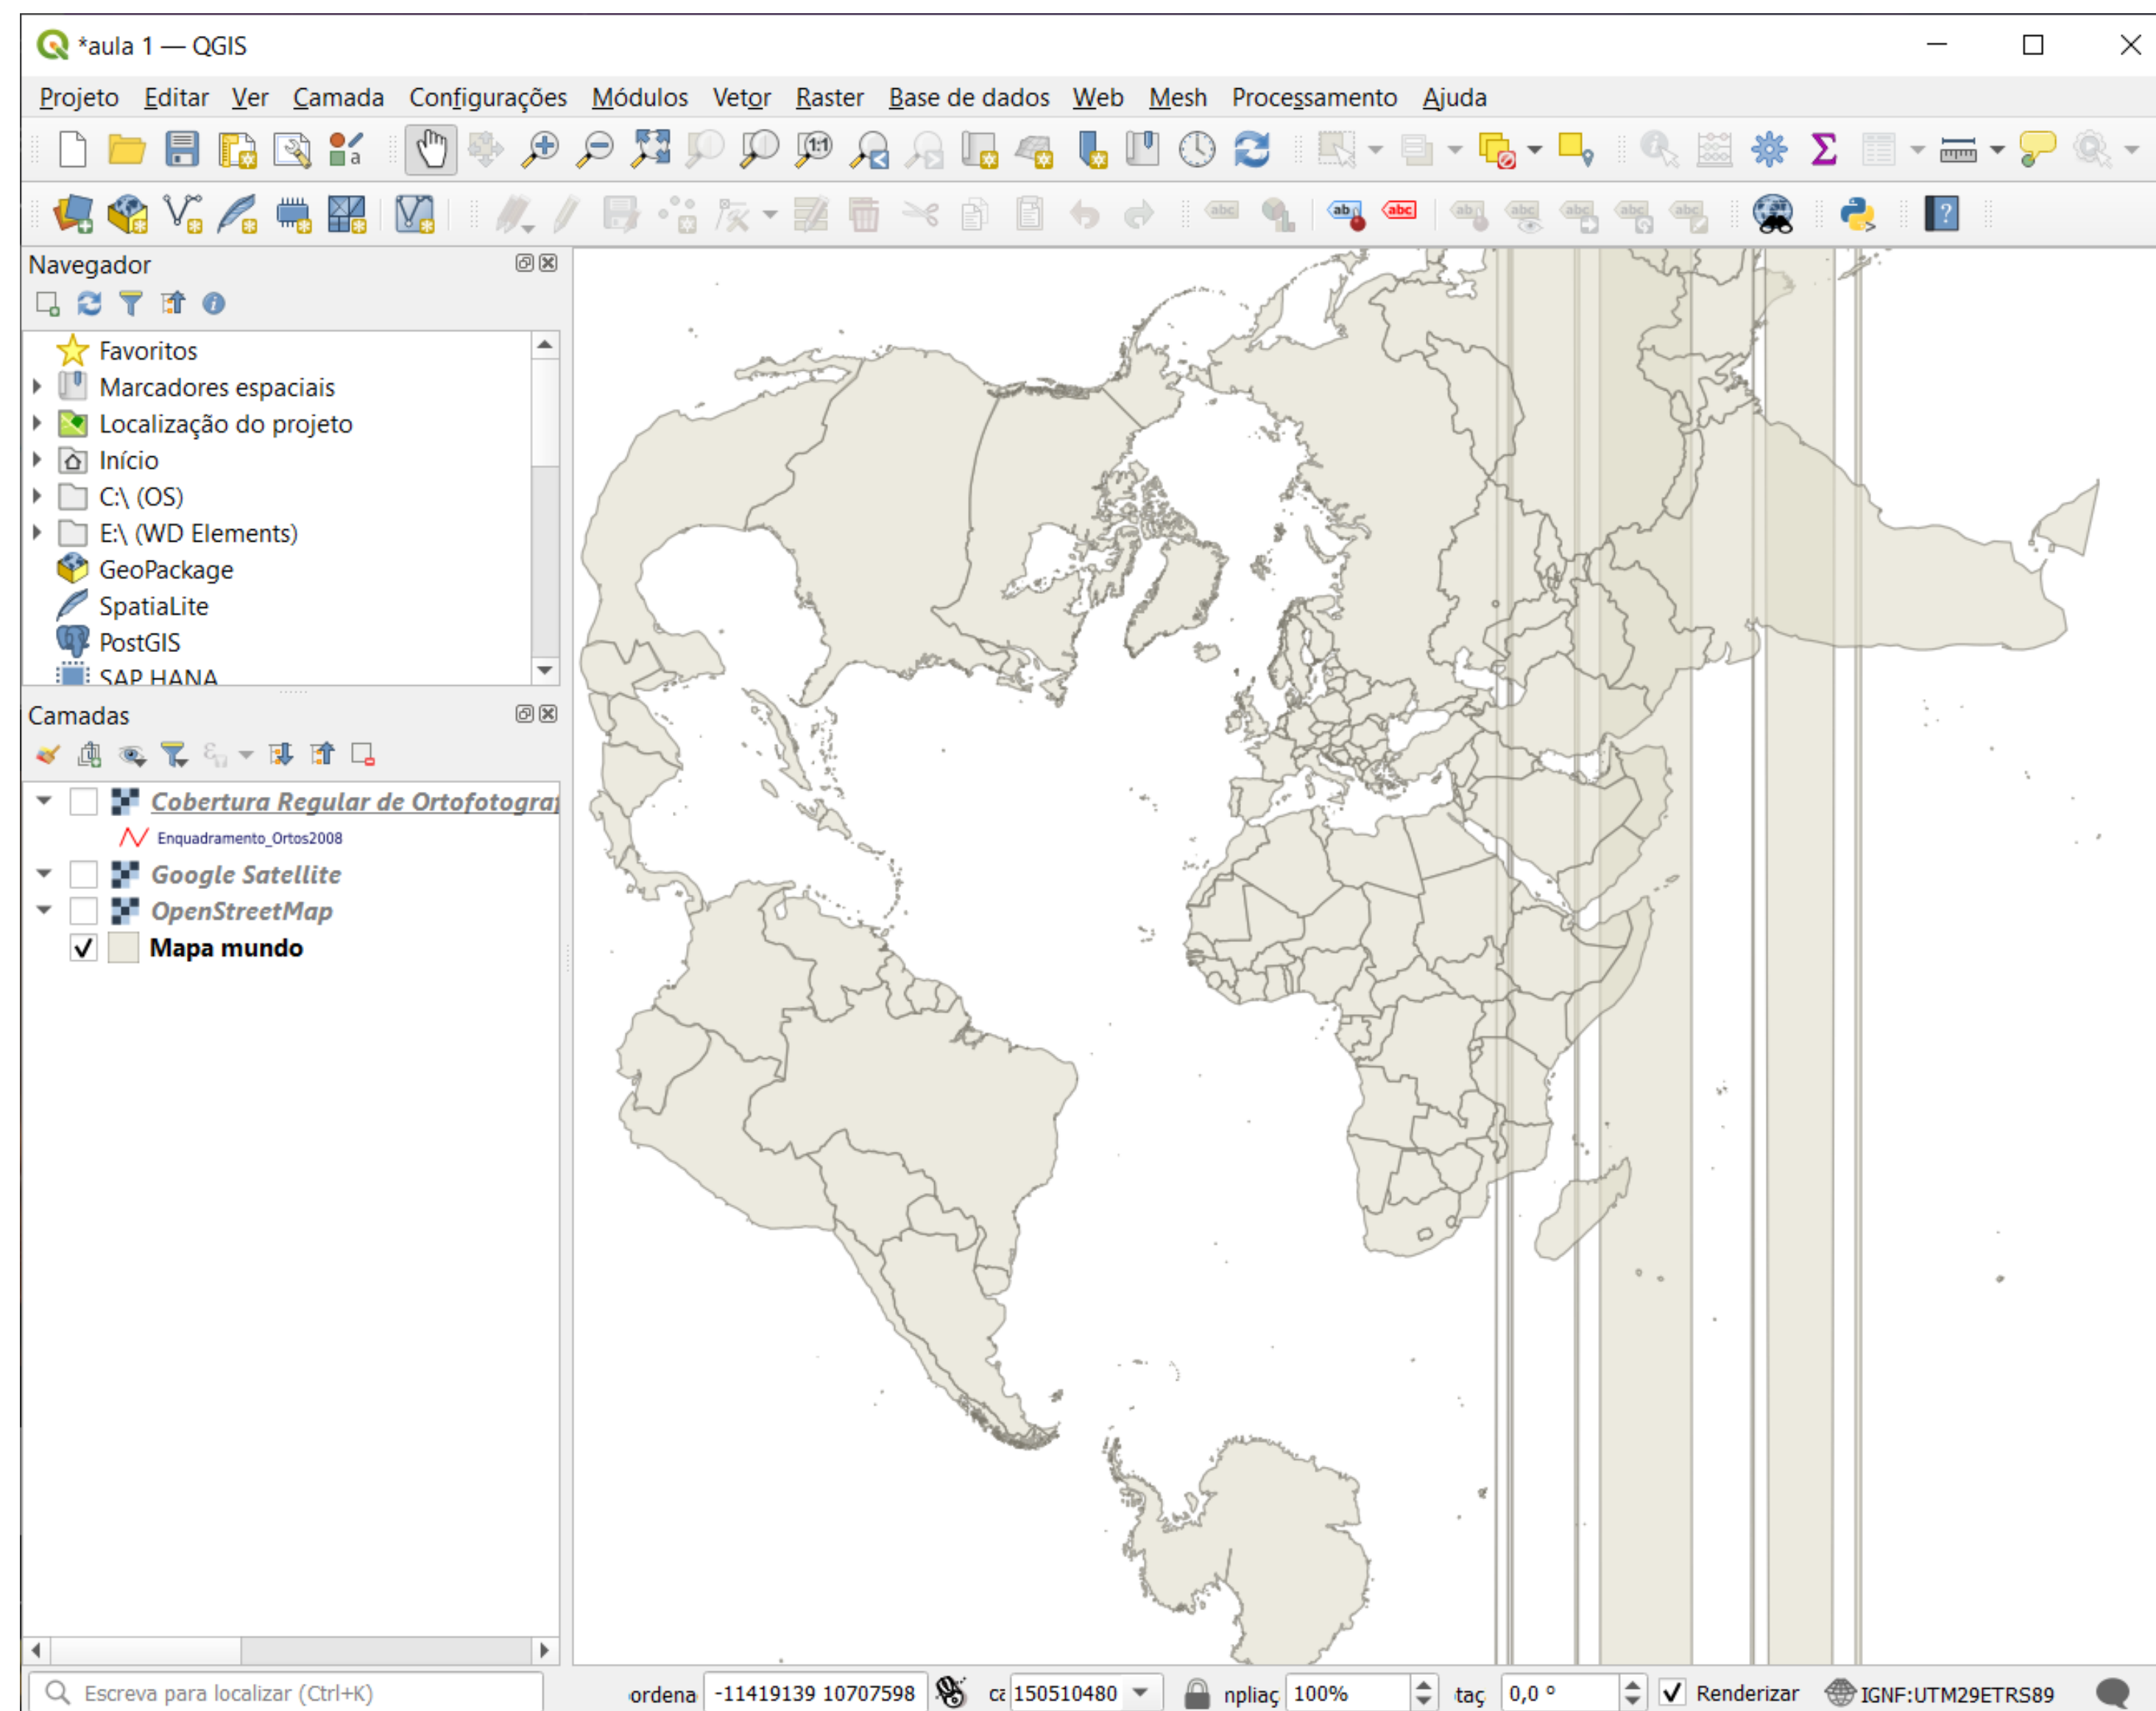 *aula 1 — QGIS
Projeto Editar Ver Camada Configurações Módulos Vetor Raster Base de dados Web Mesh Processamento Ajuda
Navegador
Favoritos
Marcadores espaciais
Localização do projeto
Início
C:\ (OS)
E:\ (WD Elements)
GeoPackage
SpatiaLite
PostGIS
SAP HANA
Camadas
Cobertura Regular de Ortofotograf
Enquadramento_Ortos2008
Google Satellite
OpenStreetMap
Mapa mundo
Escreva para localizar (Ctrl+K) ordena -11419139 10707598 ca 150510480 npliaç 100% taç 0,0 ° Renderizar IGNF:UTM29ETRS89